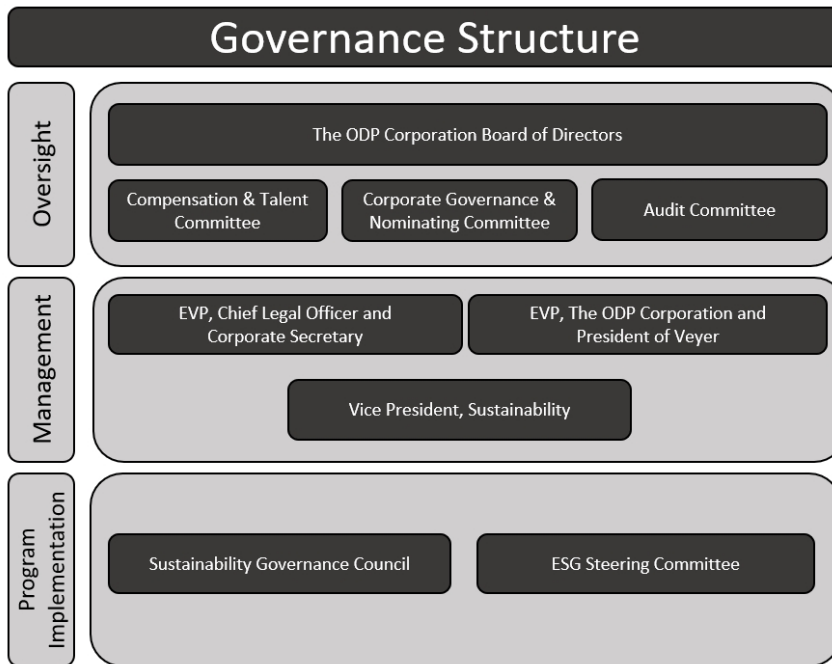 Governance Structure
Oversight
The ODP Corporation Board of Directors
Compensation & Talent
Committee
Corporate Governance &
Nominating Committee
Audit Committee
Management
EVP, Chief Legal Officer and
Corporate Secretary
EVP, The ODP Corporation and
President of Veyer
Vice President, Sustainability
Program
Implementation
Sustainability Governance Council
ESG Steering Committee